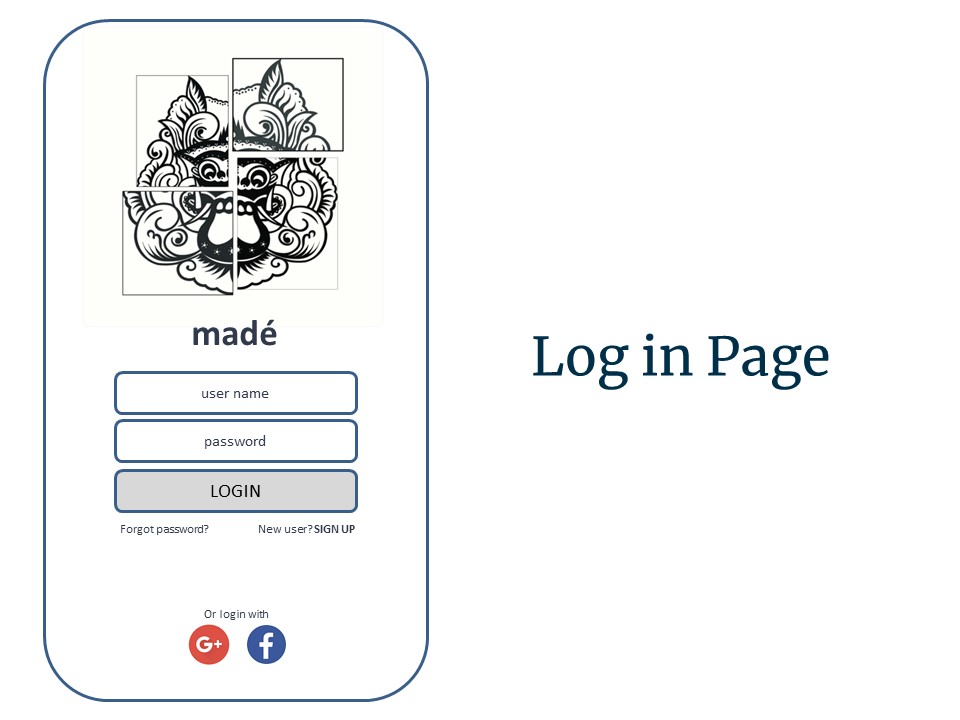 madé
user name
password
LOGIN
Forgot password? New user?SIGN UP
Or login with
G+ f
Log in Page